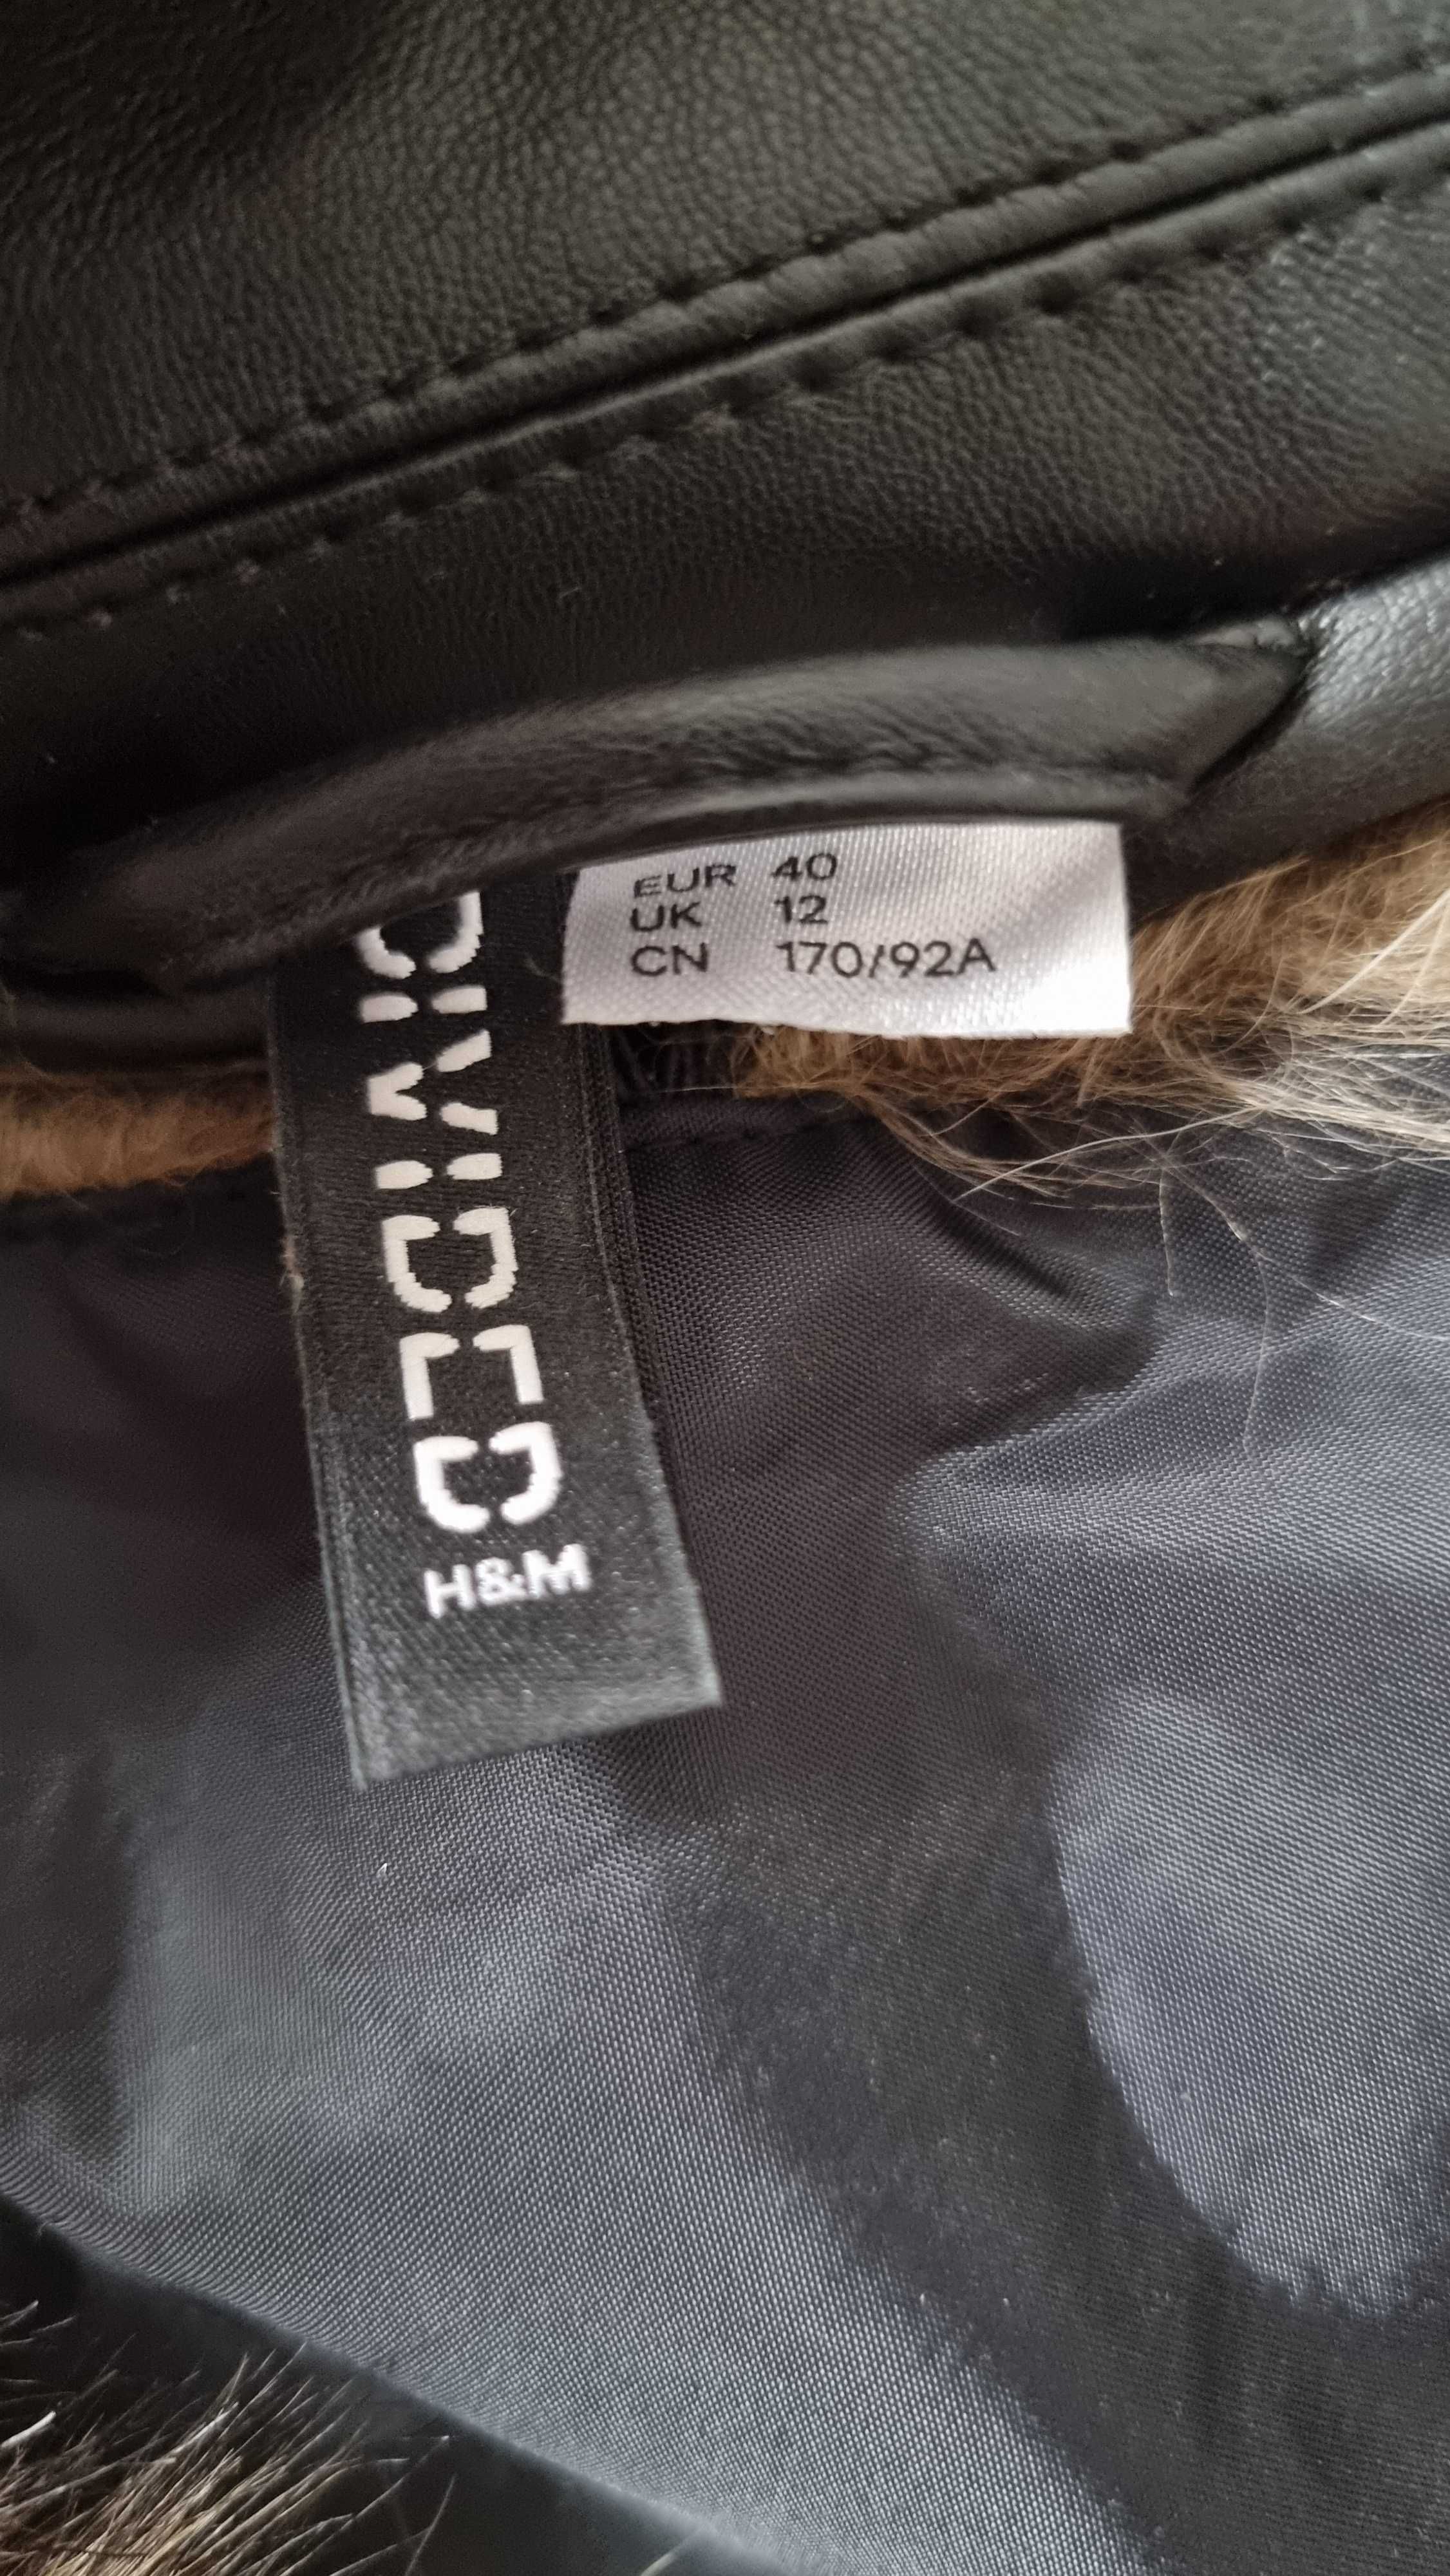 EUR 40
UK 12
CN 170/92A
DIVIDED
H&M